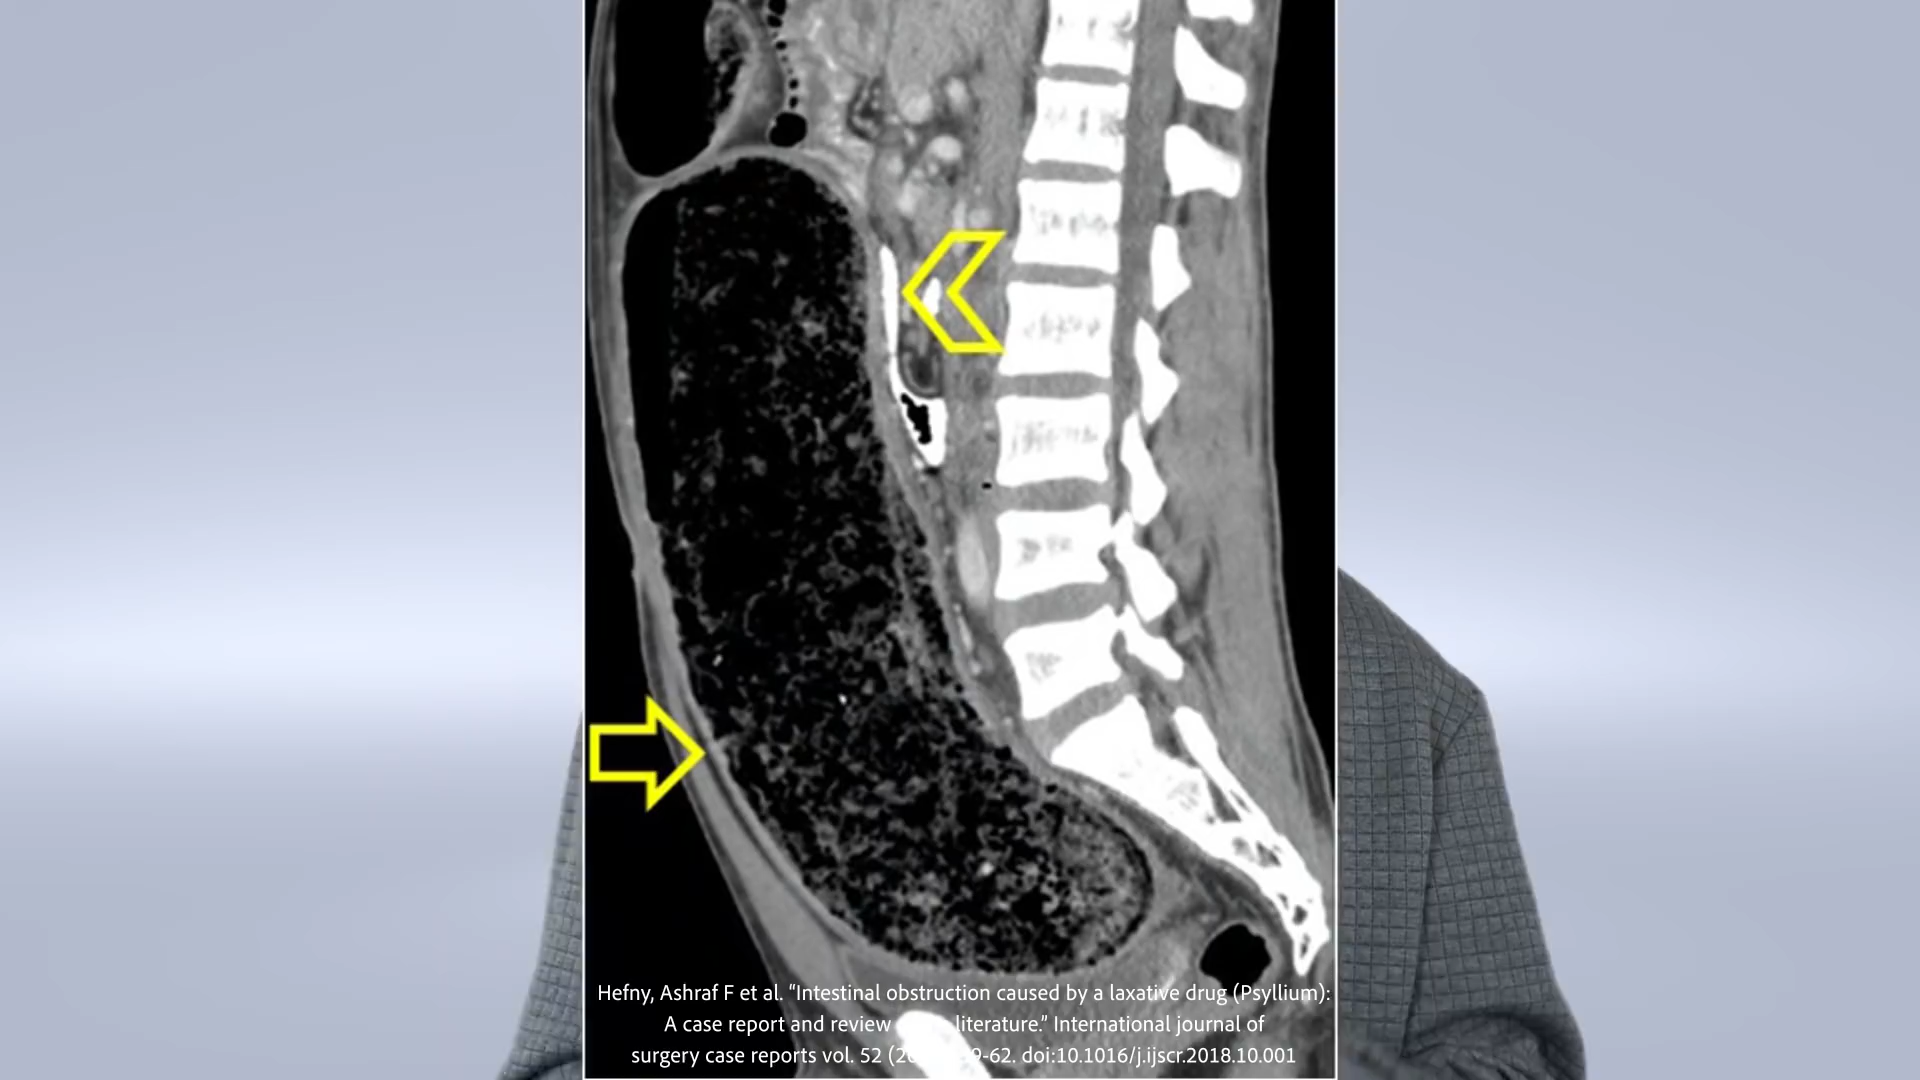 Hefny, Ashraf F et al. “Intestinal obstruction caused by a laxative drug (Psyllium):
A case report and review literature.” International journal of
surgery case reports vol. 52 9-62. doi:10.1016/j.ijscr.2018.10.001